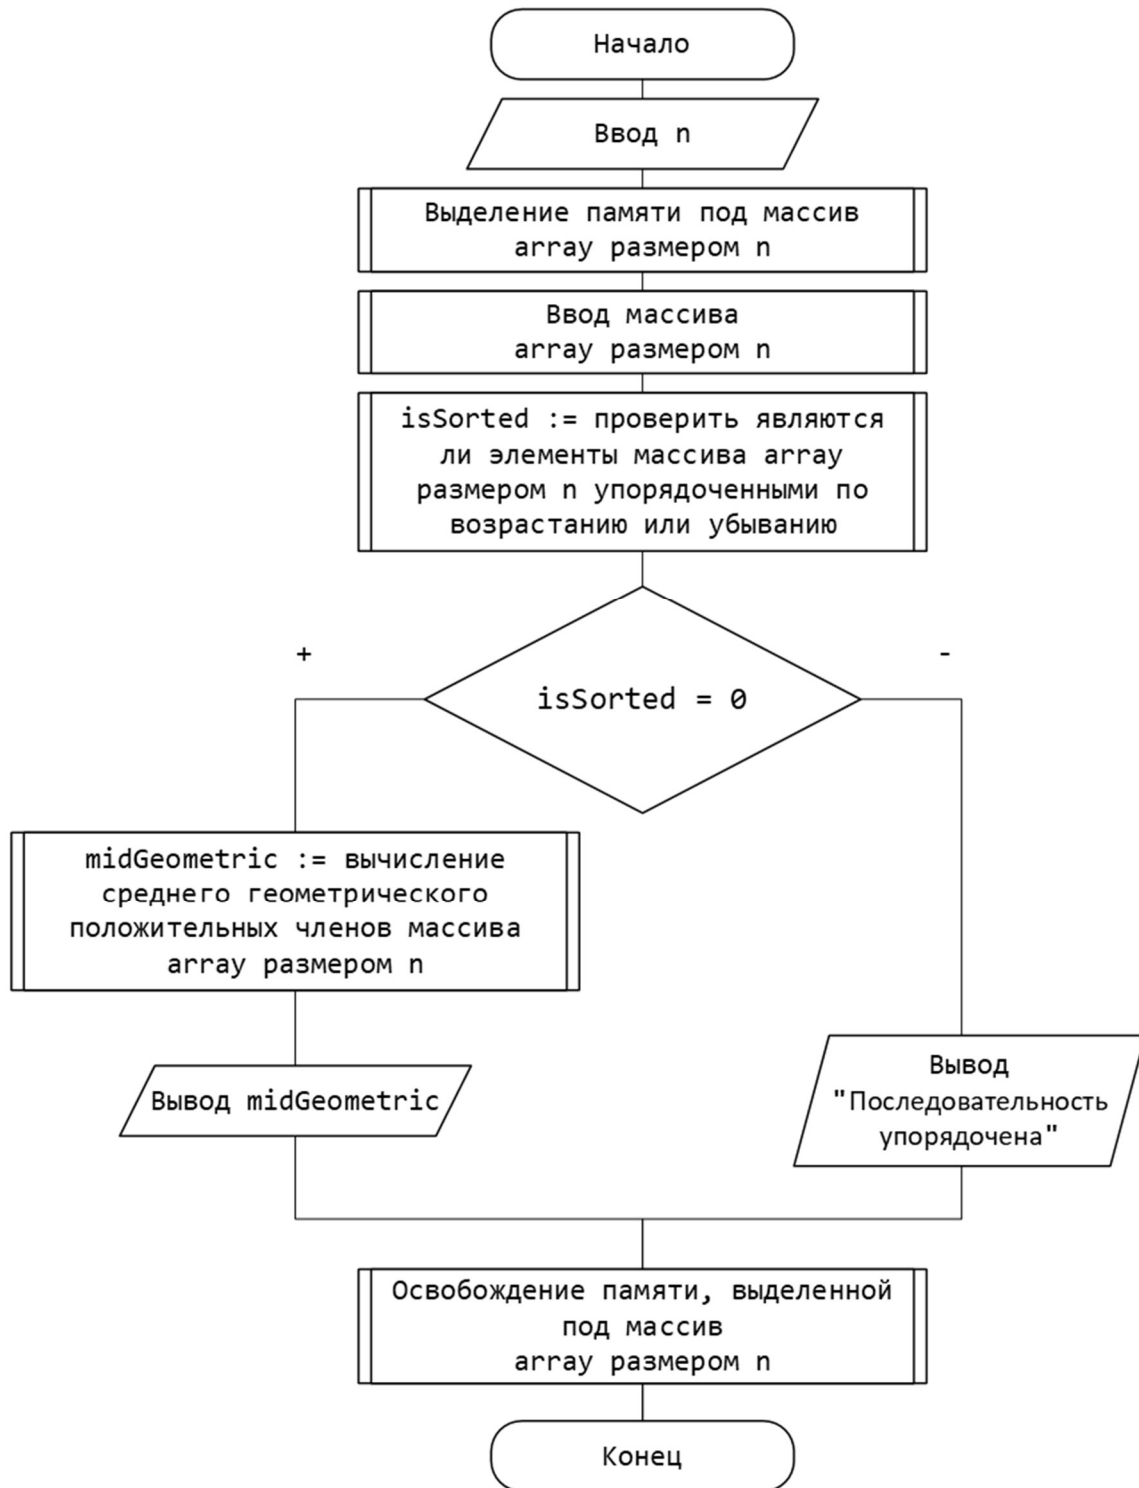 Начало
Ввод n
Выделение памяти под массив
array размером n
Ввод массива
array размером n
isSorted := проверить являются
ли элементы массива array
размером n упорядоченными по
возрастанию или убыванию
+
-
isSorted = 0
midGeometric := вычисление
среднего геометрического
положительных членов массива
array размером n
Вывод midGeometric
Вывод
"Последовательность
упорядочена"
Освобождение памяти, выделенной
под массив
array размером n
Конец